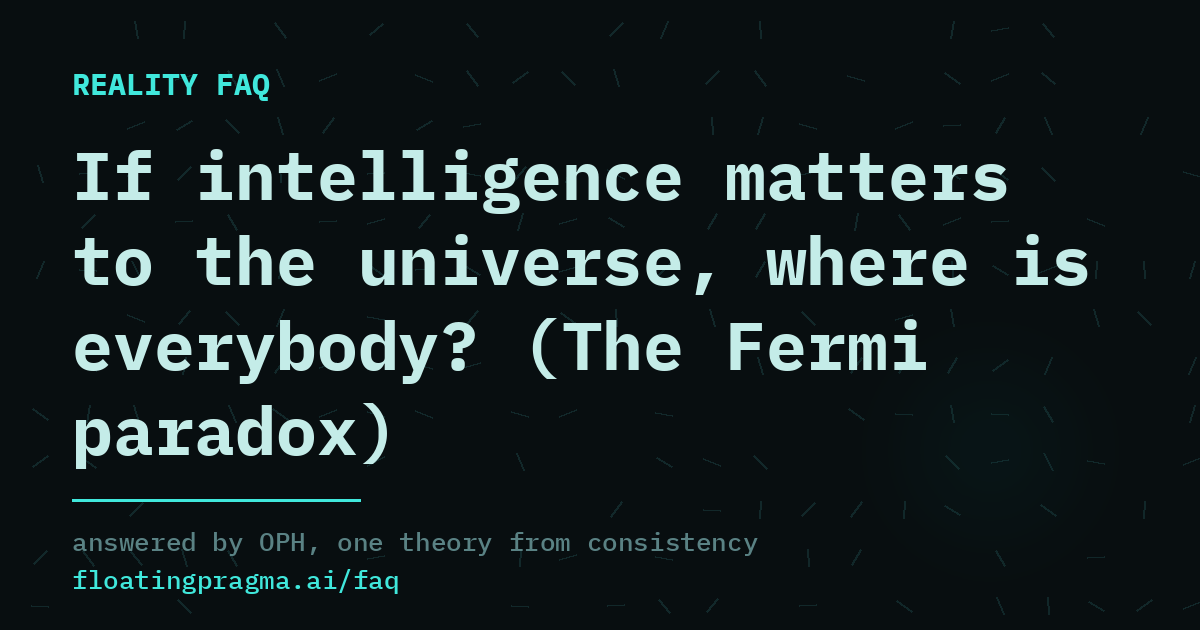 REALITY FAQ
If intelligence matters
to the universe, where is
everybody? (The Fermi
paradox)
answered by OPH, one theory from consistency
floatingpragma.ai/faq